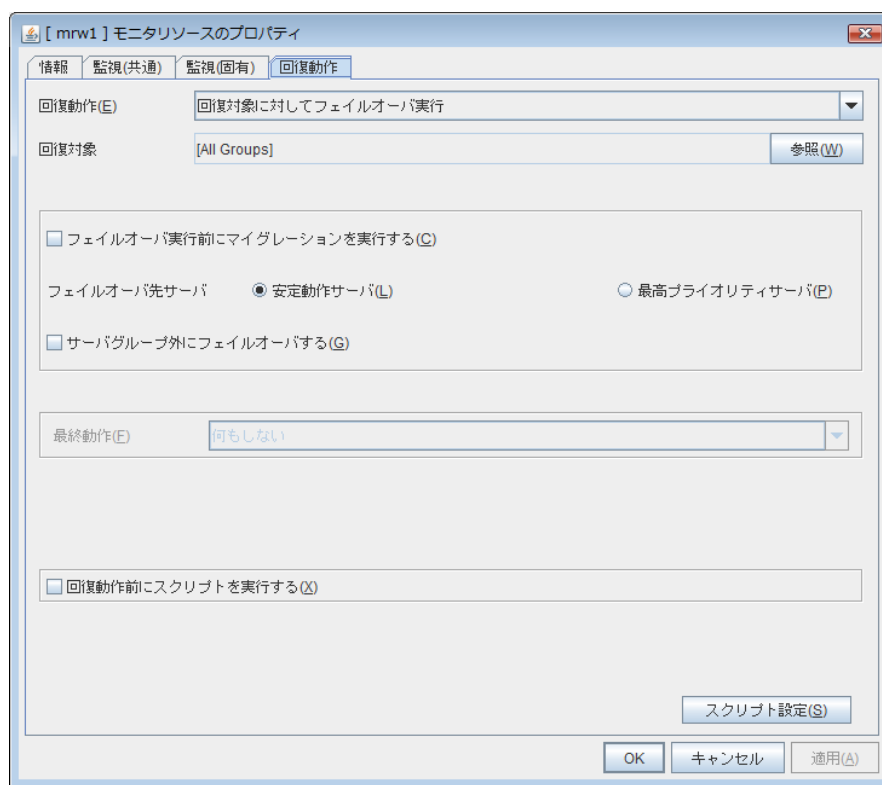 [ mrw1 ] モニタリソースのプロパティ
情報 監視(共通) 監視(固有) 回復動作
回復動作(E) 回復対象に対してフェイルオーバ実行
回復対象 [All Groups] 参照(W)
フェイルオーバ実行前にマイグレーションを実行する(C)
フェイルオーバ先サーバ 安定動作サーバ(L) 最高プライオリティサーバ(P)
サーバグループ外にフェイルオーバする(G)
最終動作(F) 何もしない
回復動作前にスクリプトを実行する(X)
スクリプト設定(S)
OK キャンセル 適用(A)